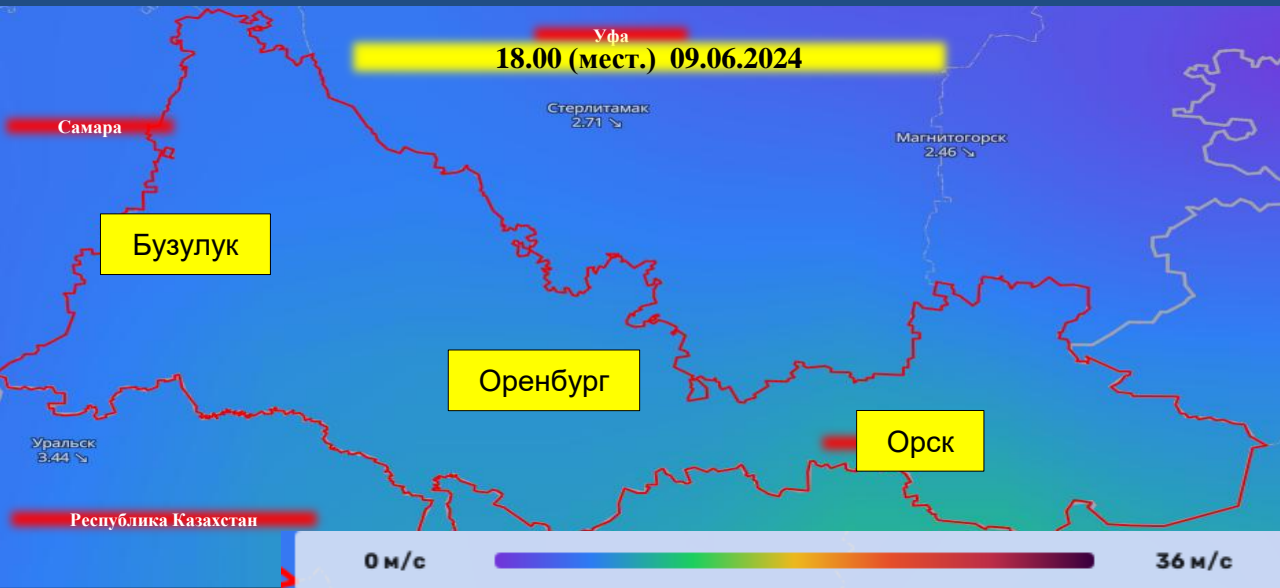 Уфа
18.00 (мест.) 09.06.2024
Стерлитамак
2.71 ↘
Самара
Магнитогорск
2.46 ↘
Бузулук
Оренбург
Орск
Уральск
3.44 ↘
Республика Казахстан
0 м/с
36 м/с